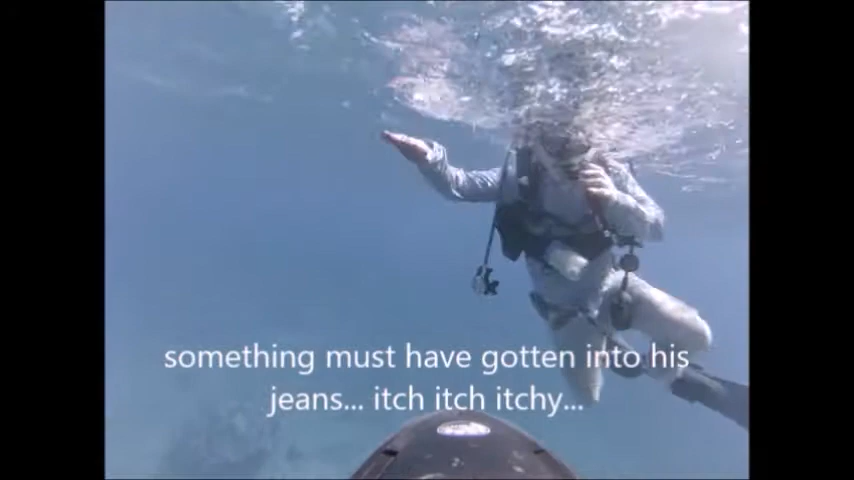 something must have gotten into his
jeans... itch itch itchy...